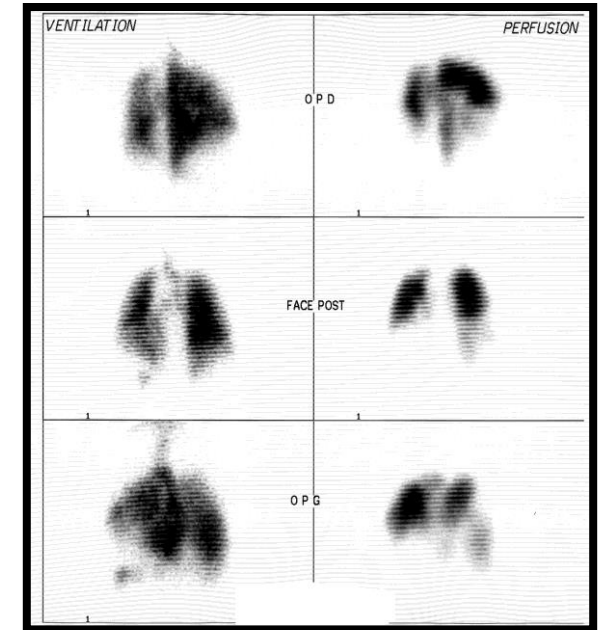 VENTILATION PERFUSION
OPD
1 1
FACE POST
1 1
OPG
1